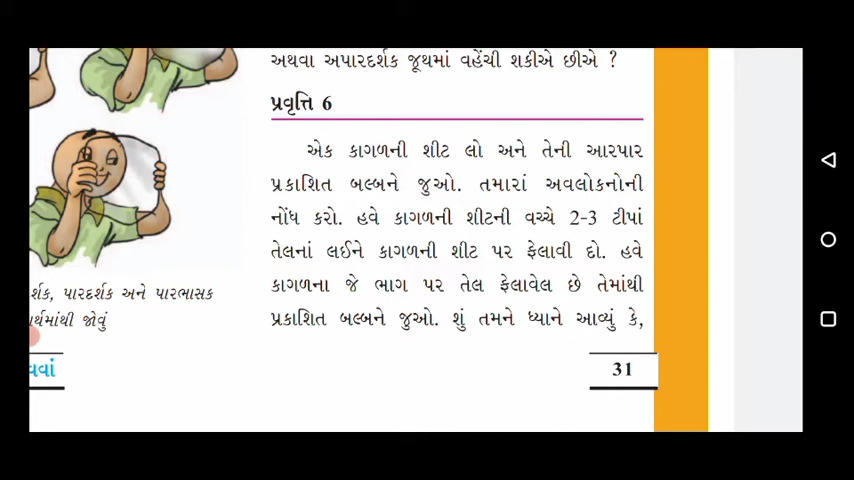 અથવા અપારદર્શક જૂથમાં વહેંચી શકીએ છીએ ?
પ્રવૃત્તિ 6
એક કાગળની શીટ લો અને તેની આરપાર
પ્રકાશિત બલ્બને જુઓ. તમારાં અવલોકનોની
નોંધ કરો. હવે કાગળની શીટની વચ્ચે 2-3 ટીપાં
તેલનાં લઈને કાગળની શીટ પર ફેલાવી દો. હવે
કાગળના જે ભાગ પર તેલ ફેલાવેલ છે તેમાંથી
પ્રકાશિત બલ્બને જુઓ. શું તમને ધ્યાને આવ્યું કે,
પારદર્શક અને પારભાસક
જોવું
31